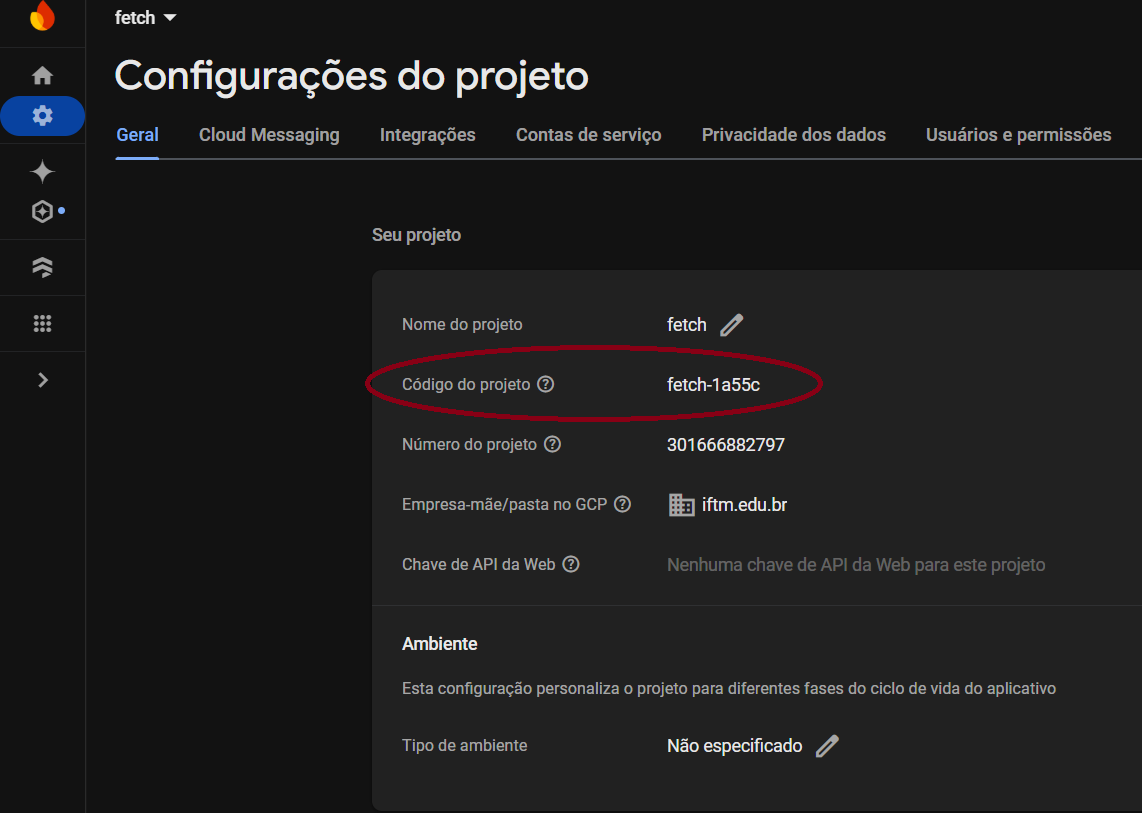 fetch
Configurações do projeto
Geral Cloud Messaging Integrações Contas de serviço Privacidade dos dados Usuários e permissões
Seu projeto
Nome do projeto fetch
Código do projeto fetch-1a55c
Número do projeto 301666882797
Empresa-mãe/pasta no GCP iftm.edu.br
Chave de API da Web Nenhuma chave de API da Web para este projeto
Ambiente
Esta configuração personaliza o projeto para diferentes fases do ciclo de vida do aplicativo
Tipo de ambiente Não especificado